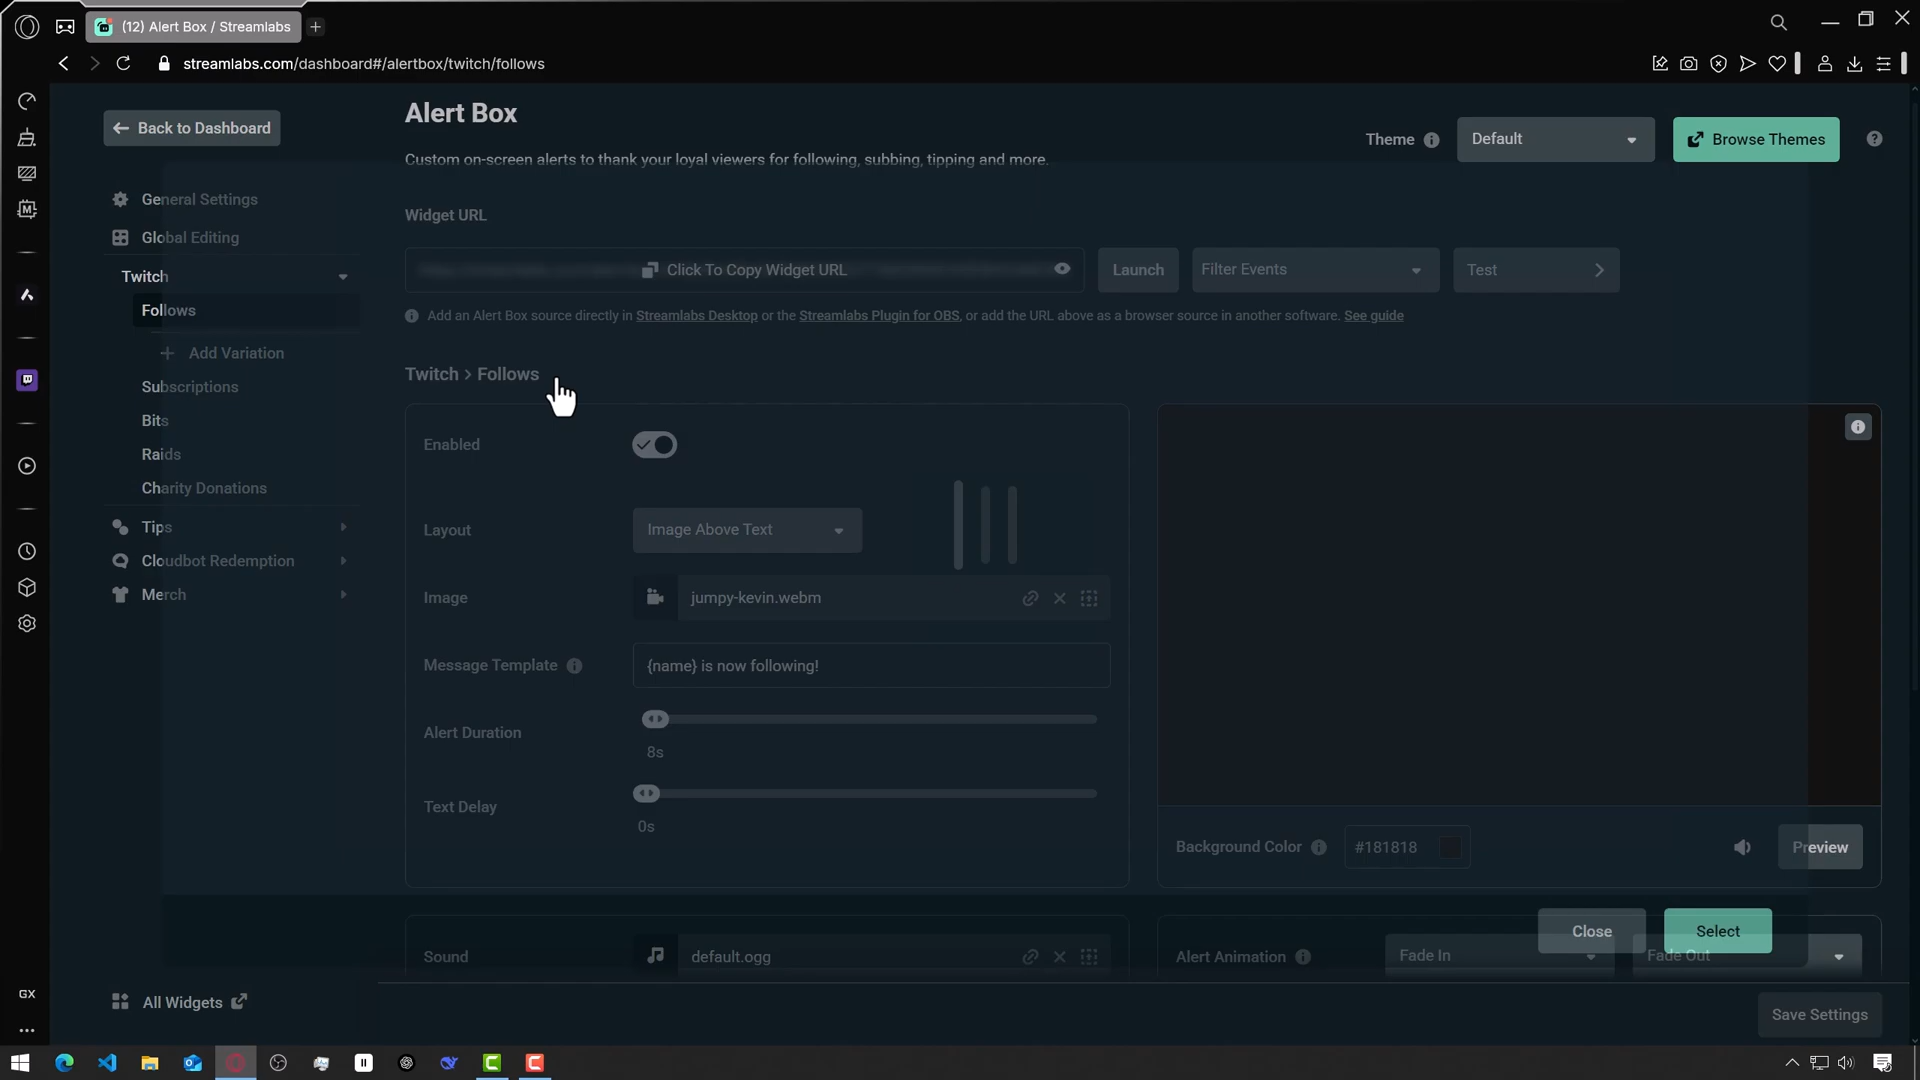 (12) Alert Box / Streamlabs
streamlabs.com/dashboard#/alertbox/twitch/follows
Back to Dashboard
General Settings
Global Editing
Twitch
Follows
Add Variation
Subscriptions
Bits
Raids
Charity Donations
Tips
Cloudbot Redemption
Merch
All Widgets
GX
Alert Box
Custom on-screen alerts to thank your loyal viewers for following, subbing, tipping and more.
Theme
Default
Browse Themes
Widget URL
Click To Copy Widget URL
Launch
Filter Events
Test
Add an Alert Box source directly in Streamlabs Desktop or the Streamlabs Plugin for OBS, or add the URL above as a browser source in another software. See guide
Twitch > Follows
Enabled
Layout
Image Above Text
Image
jumpy-kevin.webm
Message Template
{name} is now following!
Alert Duration
8s
Text Delay
0s
Background Color
#181818
Preview
Sound
default.ogg
Alert Animation
Fade In
Fade Out
Close
Select
Save Settings